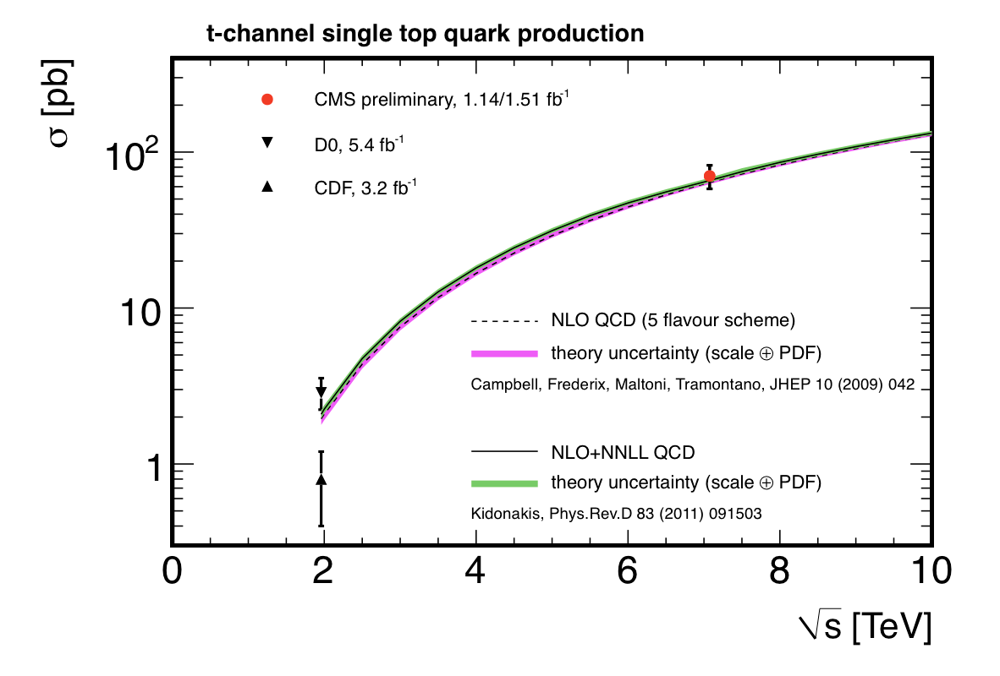 t-channel single top quark production
σ [pb]
CMS preliminary, 1.14/1.51 fb⁻¹
D0, 5.4 fb⁻¹
CDF, 3.2 fb⁻¹
10²
10
1
NLO QCD (5 flavour scheme)
theory uncertainty (scale ⊕ PDF)
Campbell, Frederix, Maltoni, Tramontano, JHEP 10 (2009) 042
NLO+NNLL QCD
theory uncertainty (scale ⊕ PDF)
Kidonakis, Phys.Rev.D 83 (2011) 091503
0 2 4 6 8 10
√s [TeV]